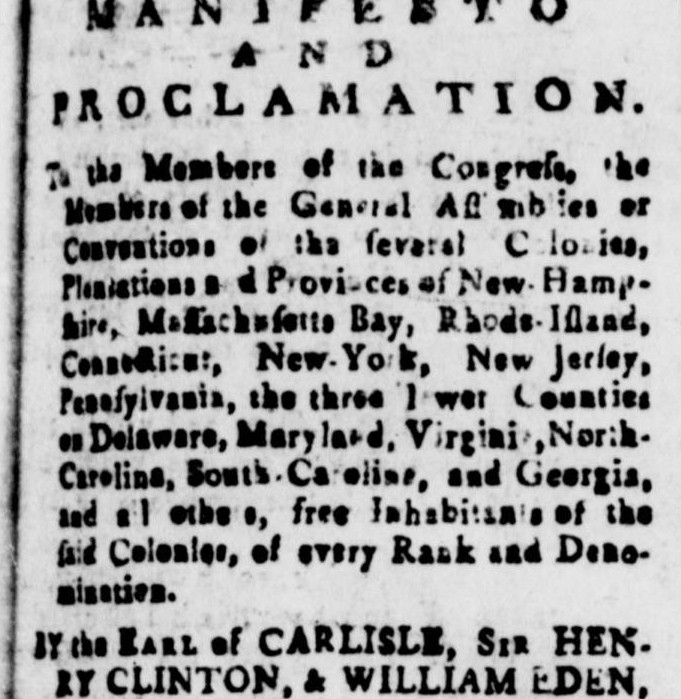 MANIFESTO
AND
PROCLAMATION.
To the Members of the Congreſs, the
Members of the General Aſſemblies or
Conventions of the ſeveral Colonies,
Plantations and Provinces of New-Hamp-
ſhire, Maſſachuſetts Bay, Rhode-Iſland,
Connecticut, New-York, New Jerſey,
Pennſylvania, the three lower Counties
on Delaware, Maryland, Virginia, North-
Carolina, South-Carolina, and Georgia,
and all others, free Inhabitants of the
ſaid Colonies, of every Rank and Deno-
mination.
BY the EARL of CARLISLE, SIR HEN-
RY CLINTON, & WILLIAM EDEN,